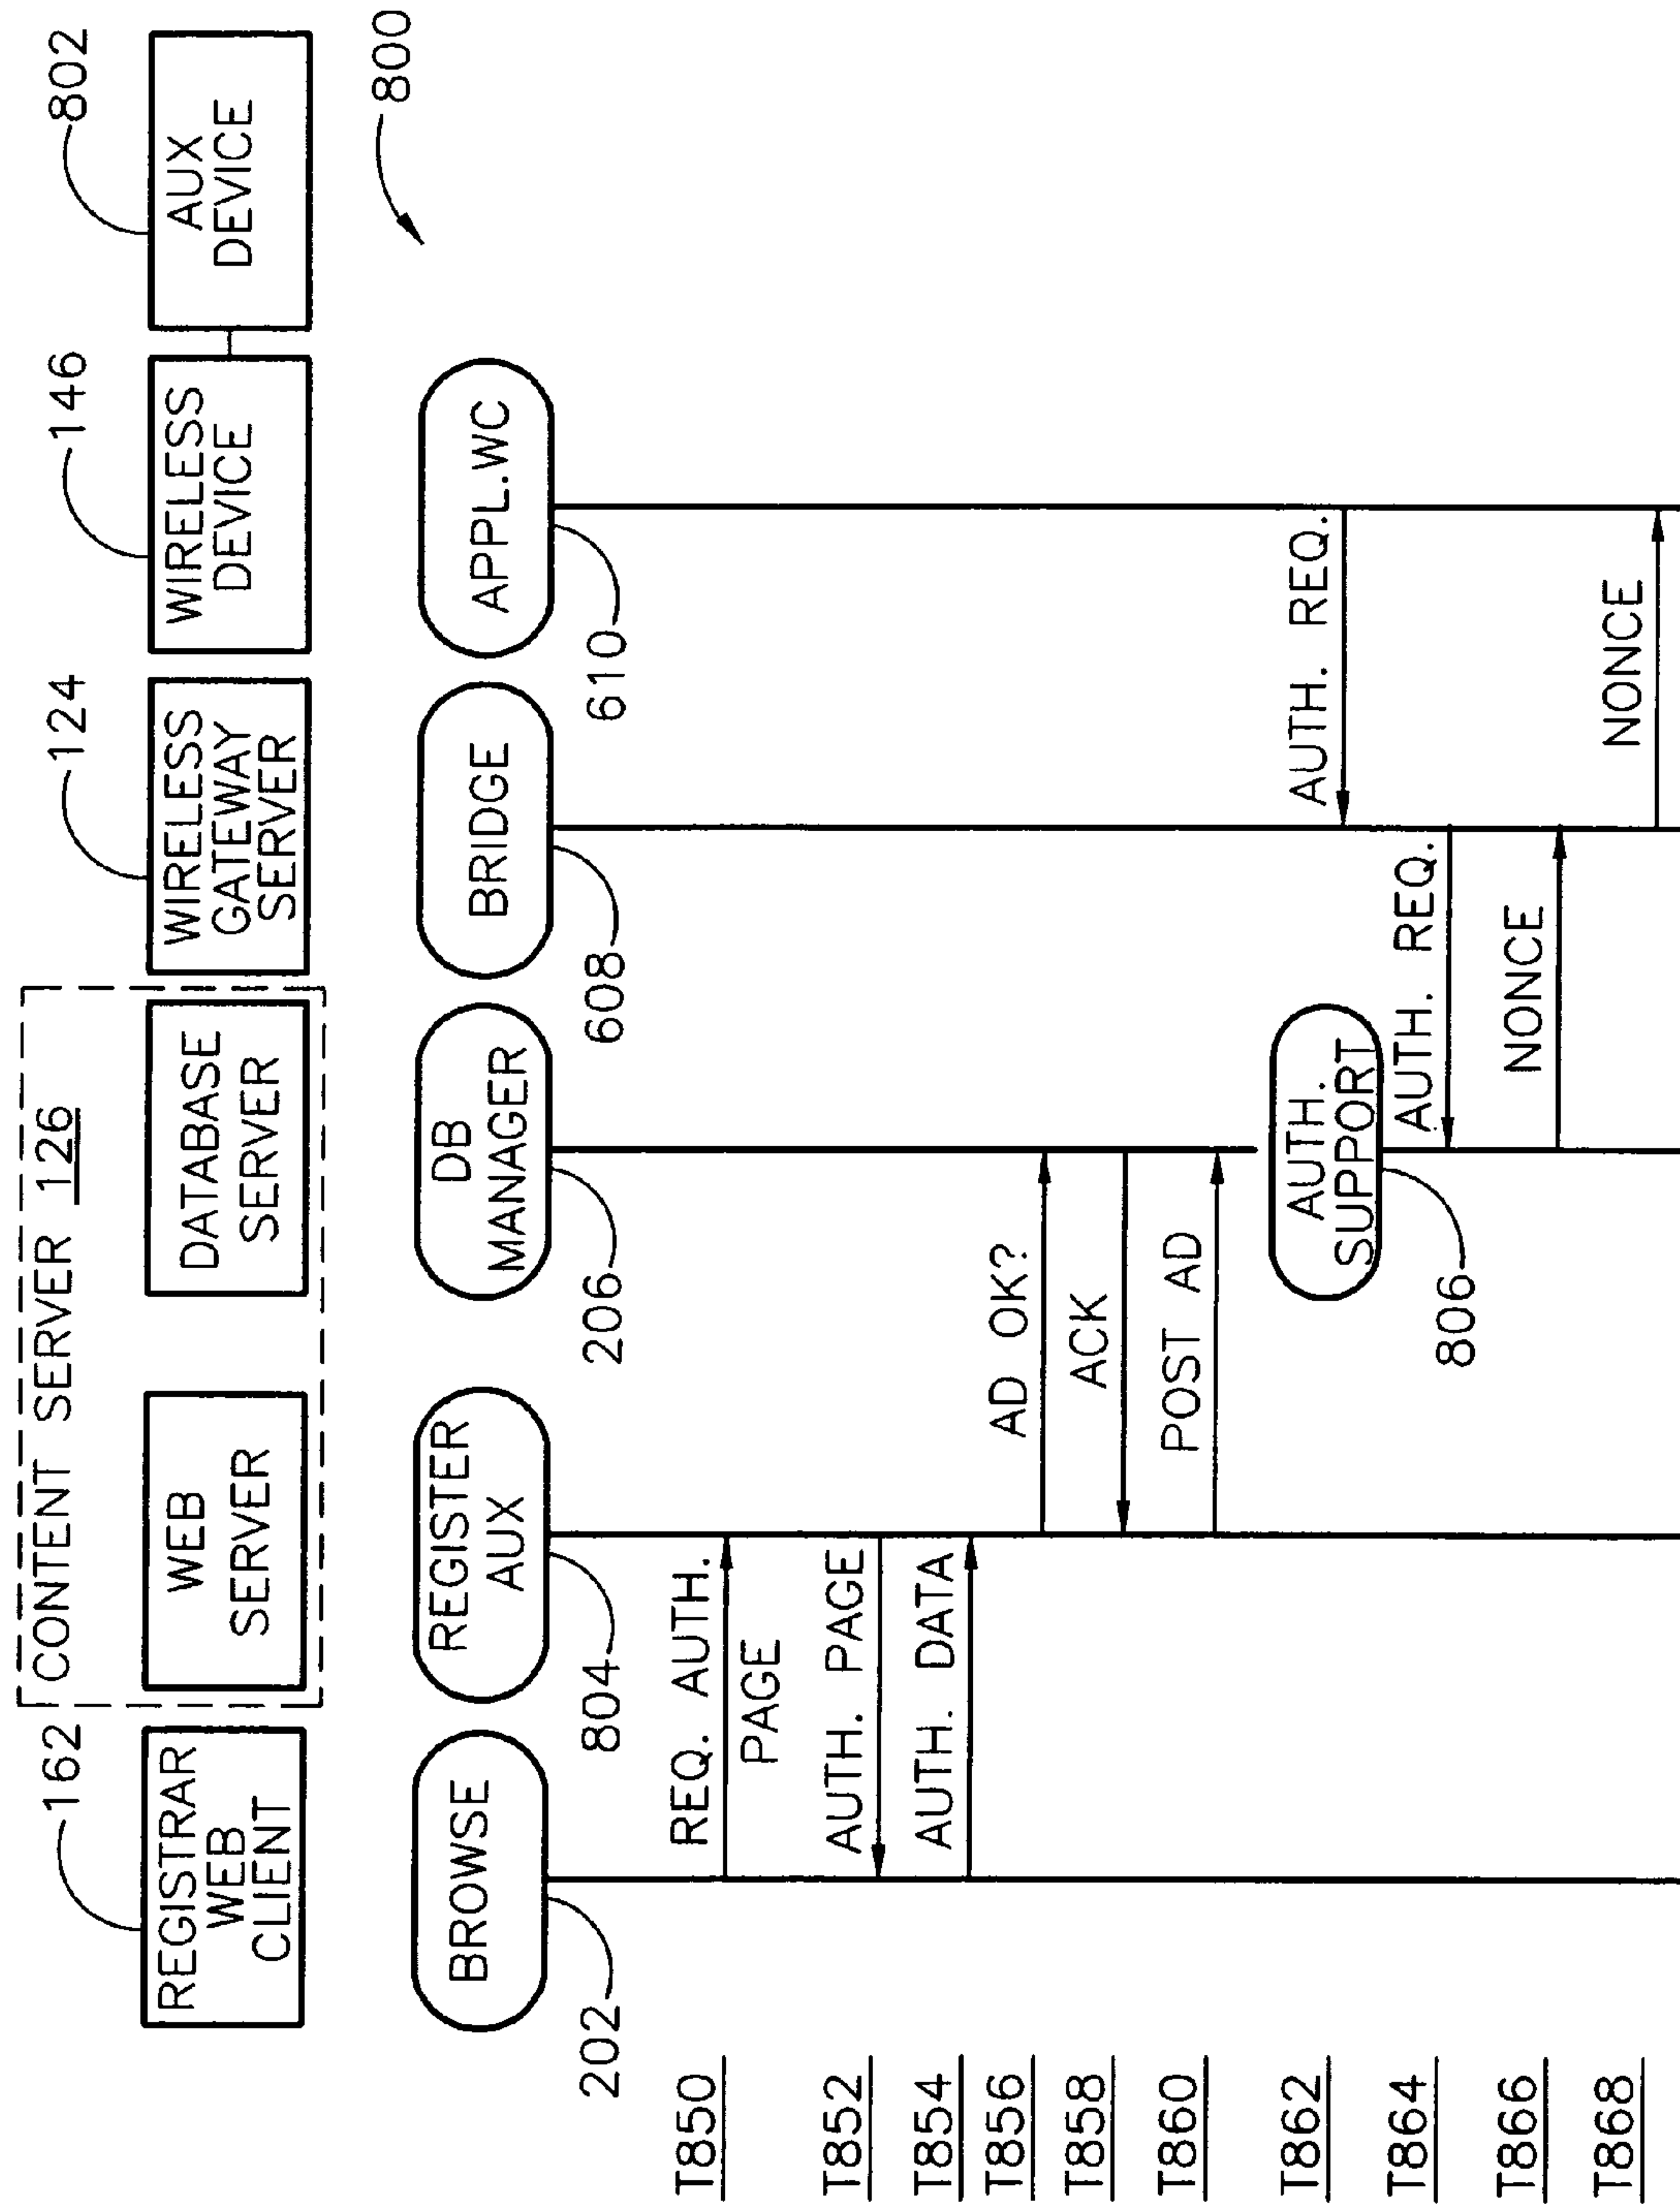 162
CONTENT SERVER 126
124
146
802
REGISTRAR
WEB
CLIENT
WEB
SERVER
DATABASE
SERVER
WIRELESS
GATEWAY
SERVER
WIRELESS
DEVICE
AUX
DEVICE
800
BROWSE
REGISTER
AUX
DB
MANAGER
BRIDGE
APPL.WC
202
804
206
608
610
T850
REQ. AUTH.
PAGE
T852
AUTH. PAGE
T854
AUTH. DATA
T856
AD OK?
T858
ACK
T860
POST AD
T862
AUTH.
SUPPORT
AUTH. REQ.
806
T864
AUTH. REQ.
T866
NONCE
T868
NONCE